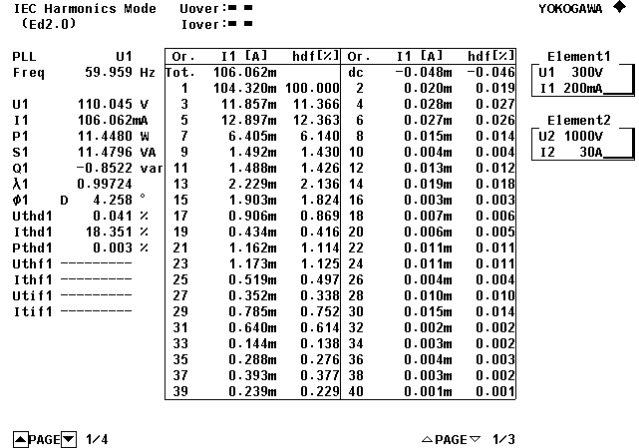 IEC Harmonics Mode Uover: YOKOGAWA
(Ed2.0) Iover:
PLL U1 Or. I1 [A] hdf[%] Or. I1 [A] hdf[%] Element1
Freq 59.959 Hz Tot. 106.062m dc -0.048m -0.046 U1 300V
1 104.320m 100.000 2 0.020m 0.019 I1 200mA
U1 110.045 V 3 11.857m 11.366 4 0.028m 0.027
I1 106.062mA 5 12.897m 12.363 6 0.027m 0.026 Element2
P1 11.4480 W 7 6.405m 6.140 8 0.015m 0.014 U2 1000V
S1 11.4796 VA 9 1.492m 1.430 10 0.004m 0.004 I2 30A
Q1 -0.8522 var 11 1.488m 1.426 12 0.013m 0.012
λ1 0.99724 13 2.229m 2.136 14 0.019m 0.018
Φ1 D 4.258 ° 15 1.903m 1.824 16 0.003m 0.003
Uthd1 0.041 % 17 0.906m 0.869 18 0.007m 0.006
Ithd1 18.351 % 19 0.434m 0.416 20 0.006m 0.005
Pthd1 0.003 % 21 1.162m 1.114 22 0.011m 0.011
Uthf1 --------- 23 1.173m 1.125 24 0.011m 0.011
Ithf1 --------- 25 0.519m 0.497 26 0.004m 0.004
Utif1 --------- 27 0.352m 0.338 28 0.010m 0.010
Itif1 --------- 29 0.785m 0.752 30 0.015m 0.014
31 0.640m 0.614 32 0.002m 0.002
33 0.144m 0.138 34 0.003m 0.002
35 0.288m 0.276 36 0.004m 0.003
37 0.393m 0.377 38 0.003m 0.002
39 0.239m 0.229 40 0.001m 0.001
▲PAGE▼ 1/4 △PAGE▽ 1/3